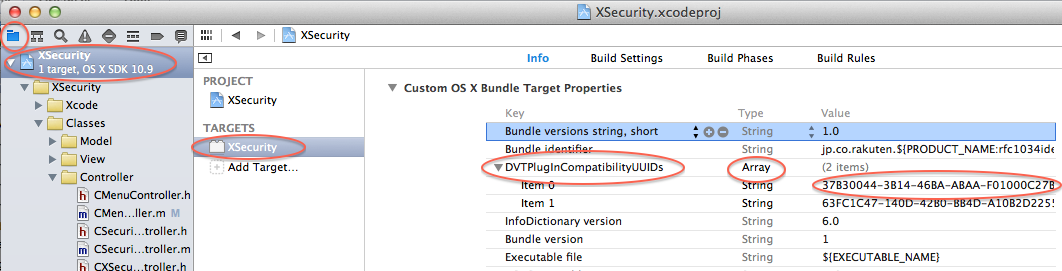 XSecurity.xcodeproj
XSecurity
XSecurity
1 target, OS X SDK 10.9
XSecurity
Xcode
Classes
Model
View
Controller
CMenuController.h
CMen...ller.m M
CSecuri...troller.h
CSecuri...troller.m
CXSecu...troller.h
PROJECT
XSecurity
TARGETS
XSecurity
Add Target...
Info Build Settings Build Phases Build Rules
Custom OS X Bundle Target Properties
Key Type Value
Bundle versions string, short String 1.0
Bundle identifier String jp.co.rakuten.${PRODUCT_NAME:rfc1034ide
DVTPlugInCompatibilityUUIDs Array (2 items)
Item 0 String 37B30044-3B14-46BA-ABAA-F01000C27B
Item 1 String 63FC1C47-140D-42B0-BB4D-A10B2D2255
InfoDictionary version String 6.0
Bundle version String 1
Executable file String ${EXECUTABLE_NAME}